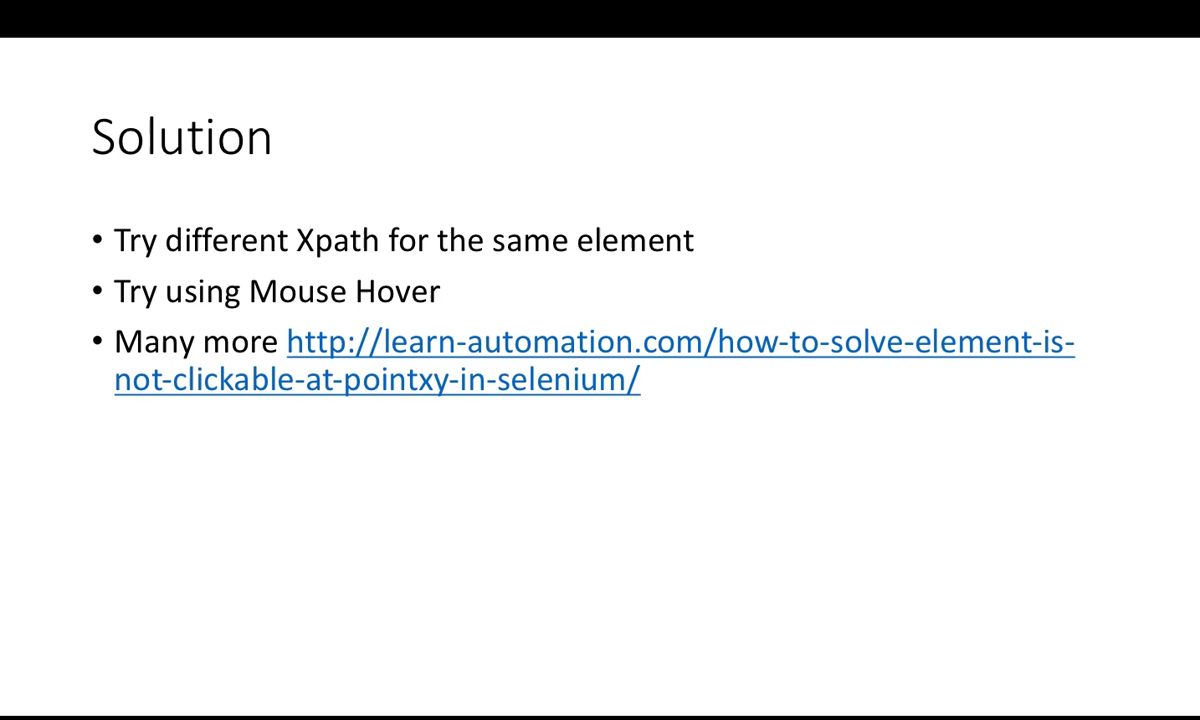 Solution
• Try different Xpath for the same element
• Try using Mouse Hover
• Many more http://learn-automation.com/how-to-solve-element-is-
not-clickable-at-pointxy-in-selenium/